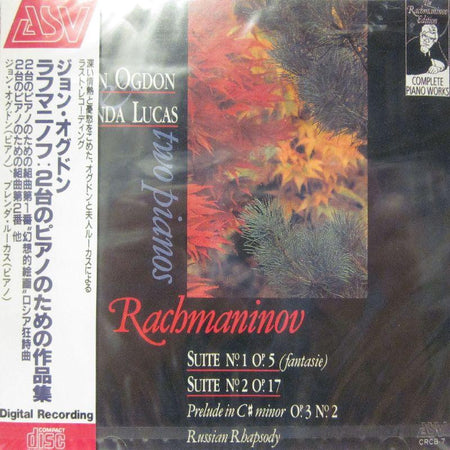 ASV
ジョン・オグドン
ラフマニノフ:2台のピアノのための作品集
2台のピアノのための組曲第1番“幻想的絵画”ロシア狂詩曲
2台のピアノのための組曲第2番 他
ジョン・オグドン(ピアノ)、ブレンダ・ルーカス(ピアノ)
深い情熱と憂愁をこめた、オグドンと夫人ルーカスによる
ラスト・レコーディング
Digital Recording
COMPACT
disc
N OGDON
NDA LUCAS
two pianos
The
Rachmaninov
Edition
COMPLETE
PIANO WORKS
Rachmaninov
SUITE Nº 1 OP. 5 (fantasie)
SUITE Nº 2 OP. 17
Prelude in C♯ minor OP. 3 Nº. 2
Russian Rhapsody
ASV
CRCB-7